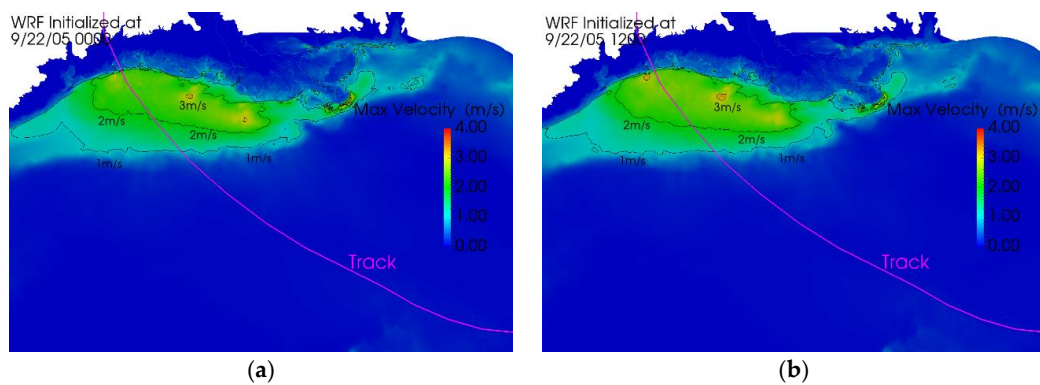 WRF Initialized at
9/22/05 0000
3m/s
2m/s
2m/s
1m/s
1m/s
Max Velocity (m/s)
4.00
3.00
2.00
1.00
0.00
Track
(a)
WRF Initialized at
9/22/05 1200
3m/s
2m/s
2m/s
1m/s
1m/s
Max Velocity (m/s)
4.00
3.00
2.00
1.00
0.00
Track
(b)